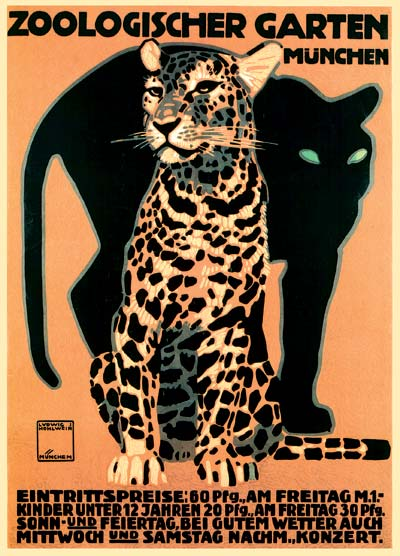 ZOOLOGISCHER GARTEN
MÜNCHEN
LUDWIG
HOHLWEIN
MÜNCHEN
EINTRITTSPREISE: 60 Pfg., AM FREITAG M.1.-
KINDER UNTER 12 JAHREN 20 Pfg., AM FREITAG 30 Pfg.
SONN- UND FEIERTAG, BEI GUTEM WETTER AUCH
MITTWOCH UND SAMSTAG NACHM., KONZERT.